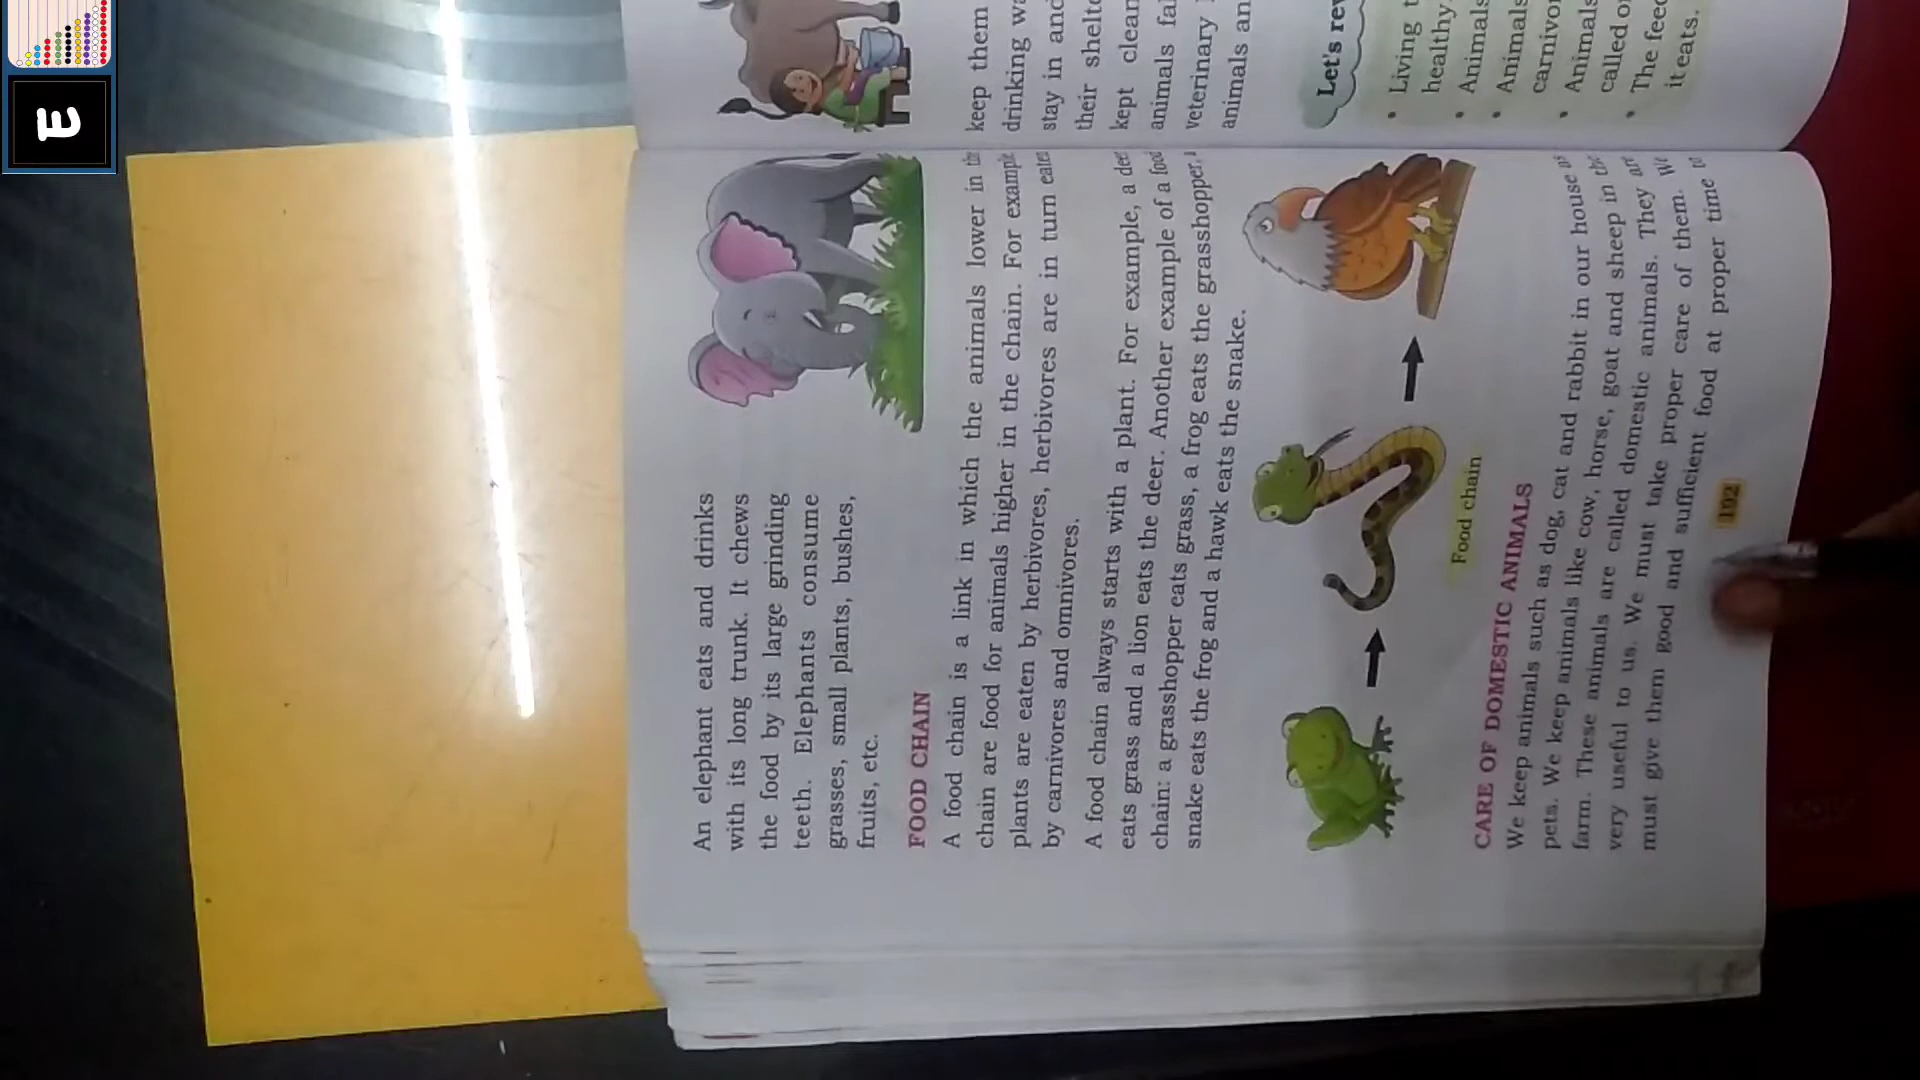 An elephant eats and drinks
with its long trunk. It chews
the food by its large grinding
teeth. Elephants consume
grasses, small plants, bushes,
fruits, etc.
FOOD CHAIN
A food chain is a link in which the animals lower in the
chain are food for animals higher in the chain. For example
plants are eaten by herbivores, herbivores are in turn eaten
by carnivores and omnivores.
A food chain always starts with a plant. For example, a deer
eats grass and a lion eats the deer. Another example of a food
chain: a grasshopper eats grass, a frog eats the grasshopper,
snake eats the frog and a hawk eats the snake.
Food chain
CARE OF DOMESTIC ANIMALS
We keep animals such as dog, cat and rabbit in our house as
pets. We keep animals like cow, horse, goat and sheep in the
farm. These animals are called domestic animals. They are
very useful to us. We must take proper care of them. We
must give them good and sufficient food at proper time to
102
keep them
drinking
stay in and
their
kept clean
animals
veterinary
animals
Let's
Living
healthy.
Animals
Animals
Animals
called
The
it eats.